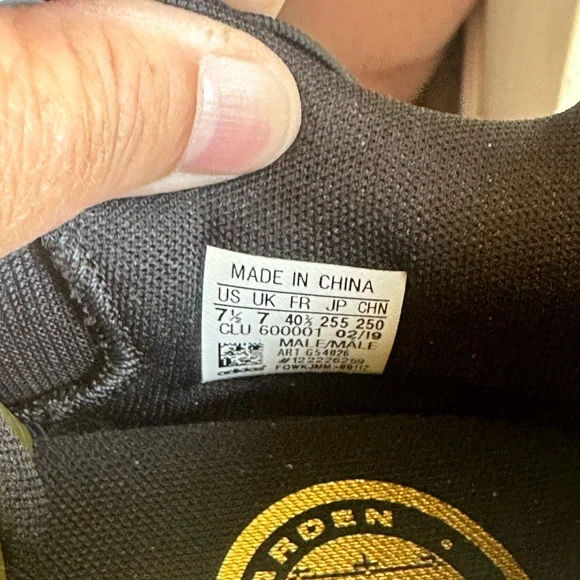 MADE IN CHINA
US UK FR JP CHN
7½ 7 40⅔ 255 250
CLU 600001 02/19
MALE/MALE
ART G54026
#122226259
adidas
ARDEN